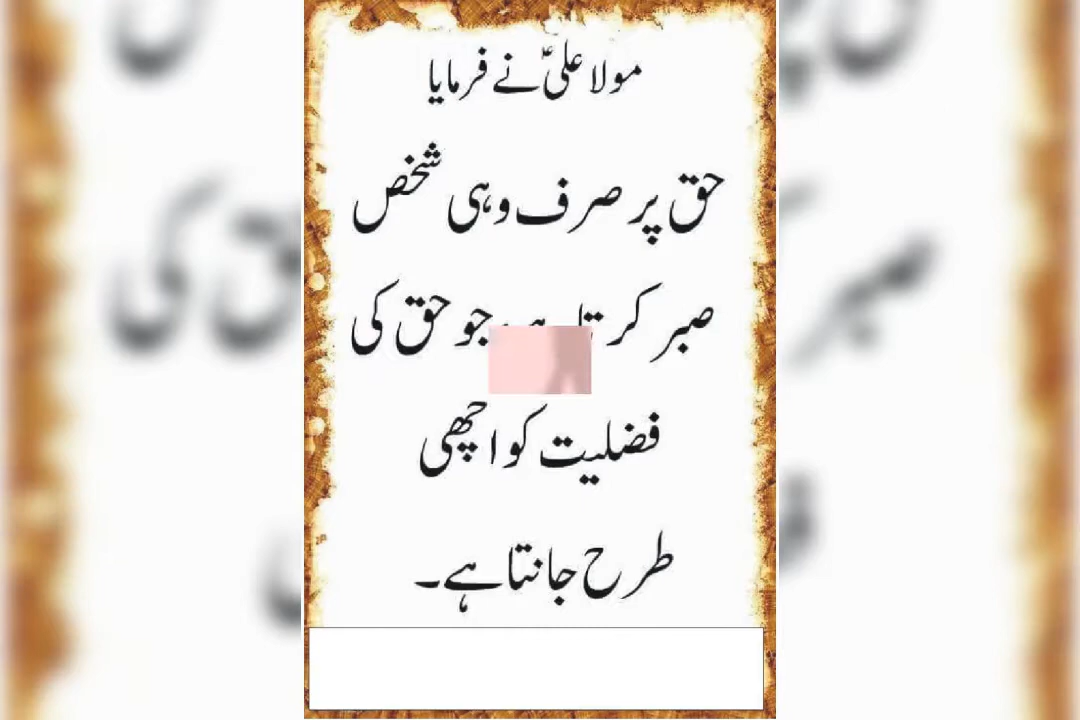 مولا علیؑ نے فرمایا
حق پر صرف وہی شخص
صبر کرتا ہے جو حق کی
فضلیت کو اچھی
طرح جانتا ہے۔